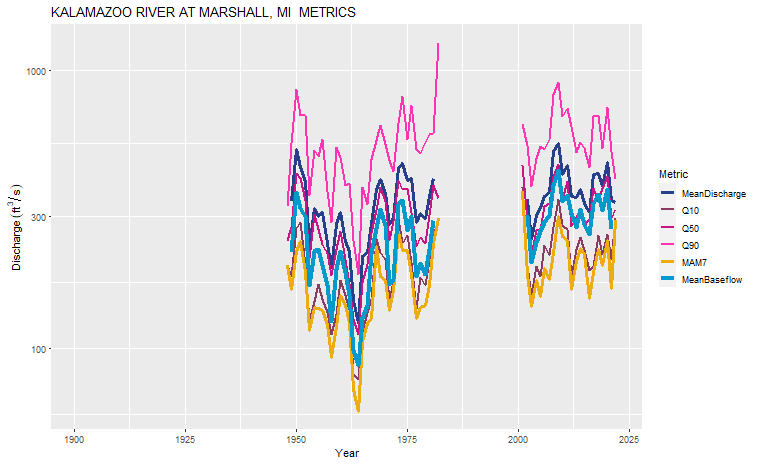 KALAMAZOO RIVER AT MARSHALL, MI  METRICS
Discharge (ft³/s)
1000
300
100
1900
1925
1950
1975
2000
2025
Year
Metric
MeanDischarge
Q10
Q50
Q90
MAM7
MeanBaseflow